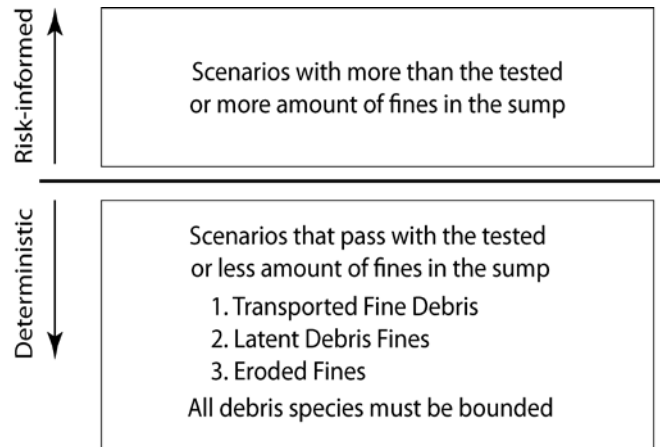 Risk-informed
Scenarios with more than the tested
or more amount of fines in the sump
Deterministic
Scenarios that pass with the tested
or less amount of fines in the sump
1. Transported Fine Debris
2. Latent Debris Fines
3. Eroded Fines
All debris species must be bounded